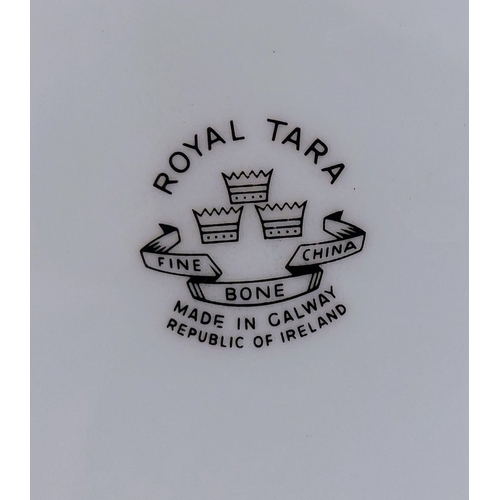 ROYAL TARA
FINE BONE CHINA
MADE IN GALWAY
REPUBLIC OF IRELAND